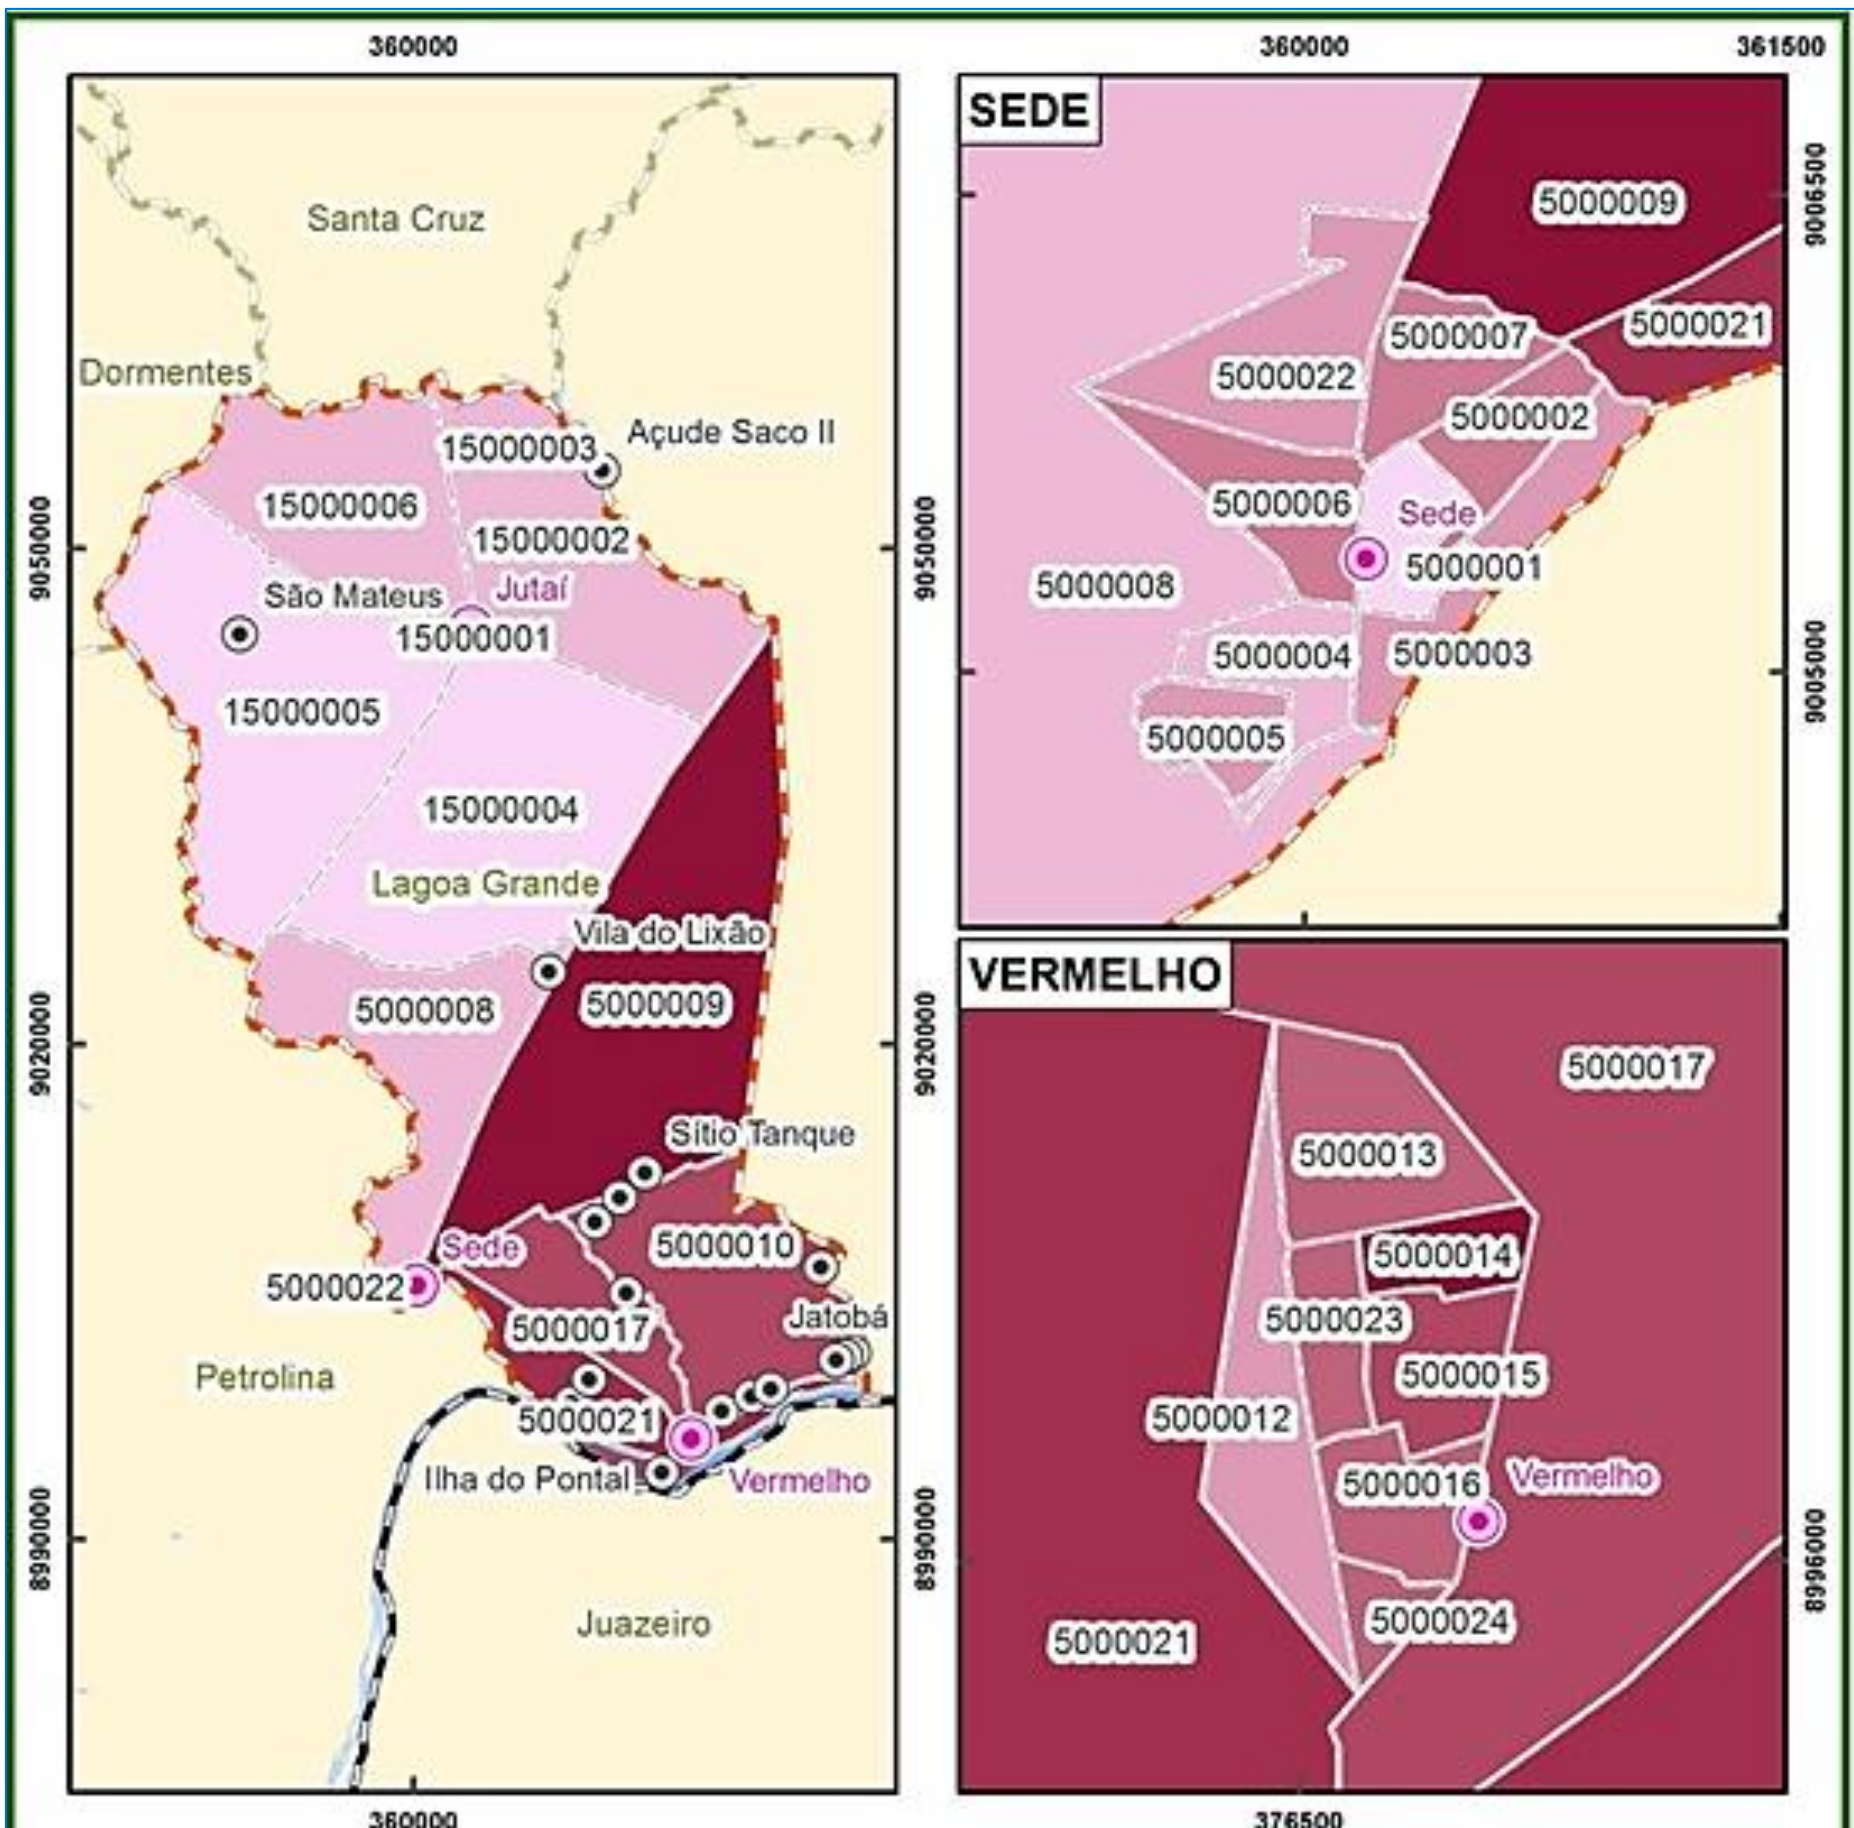 360000
360000
361500
Santa Cruz
Dormentes
Açude Saco II
15000003
15000006
15000002
9050000
9050000
São Mateus
Jutaí
15000001
15000005
15000004
Lagoa Grande
Vila do Lixão
5000008
5000009
9020000
9020000
Sítio Tanque
Sede
5000010
5000022
Jatobá
5000017
Petrolina
5000021
Ilha do Pontal
Vermelho
8990000
8990000
Juazeiro
360000
SEDE
5000009
9006500
5000021
5000007
5000022
5000002
5000006
Sede
5000001
5000008
5000004
5000003
9005000
5000005
VERMELHO
5000017
5000013
5000014
5000023
5000015
5000012
5000016
Vermelho
8996000
5000024
5000021
376500